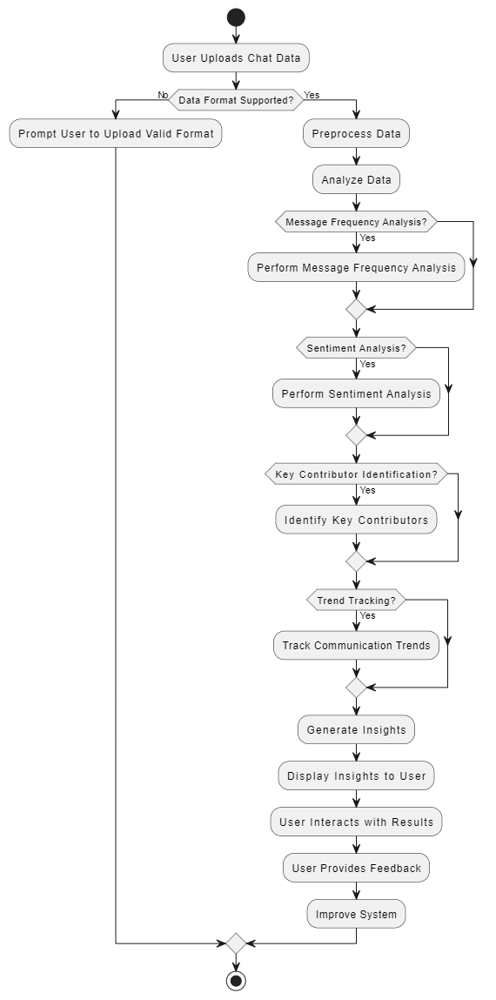 User Uploads Chat Data
No
Data Format Supported?
Yes
Prompt User to Upload Valid Format
Preprocess Data
Analyze Data
Message Frequency Analysis?
Yes
Perform Message Frequency Analysis
Sentiment Analysis?
Yes
Perform Sentiment Analysis
Key Contributor Identification?
Yes
Identify Key Contributors
Trend Tracking?
Yes
Track Communication Trends
Generate Insights
Display Insights to User
User Interacts with Results
User Provides Feedback
Improve System